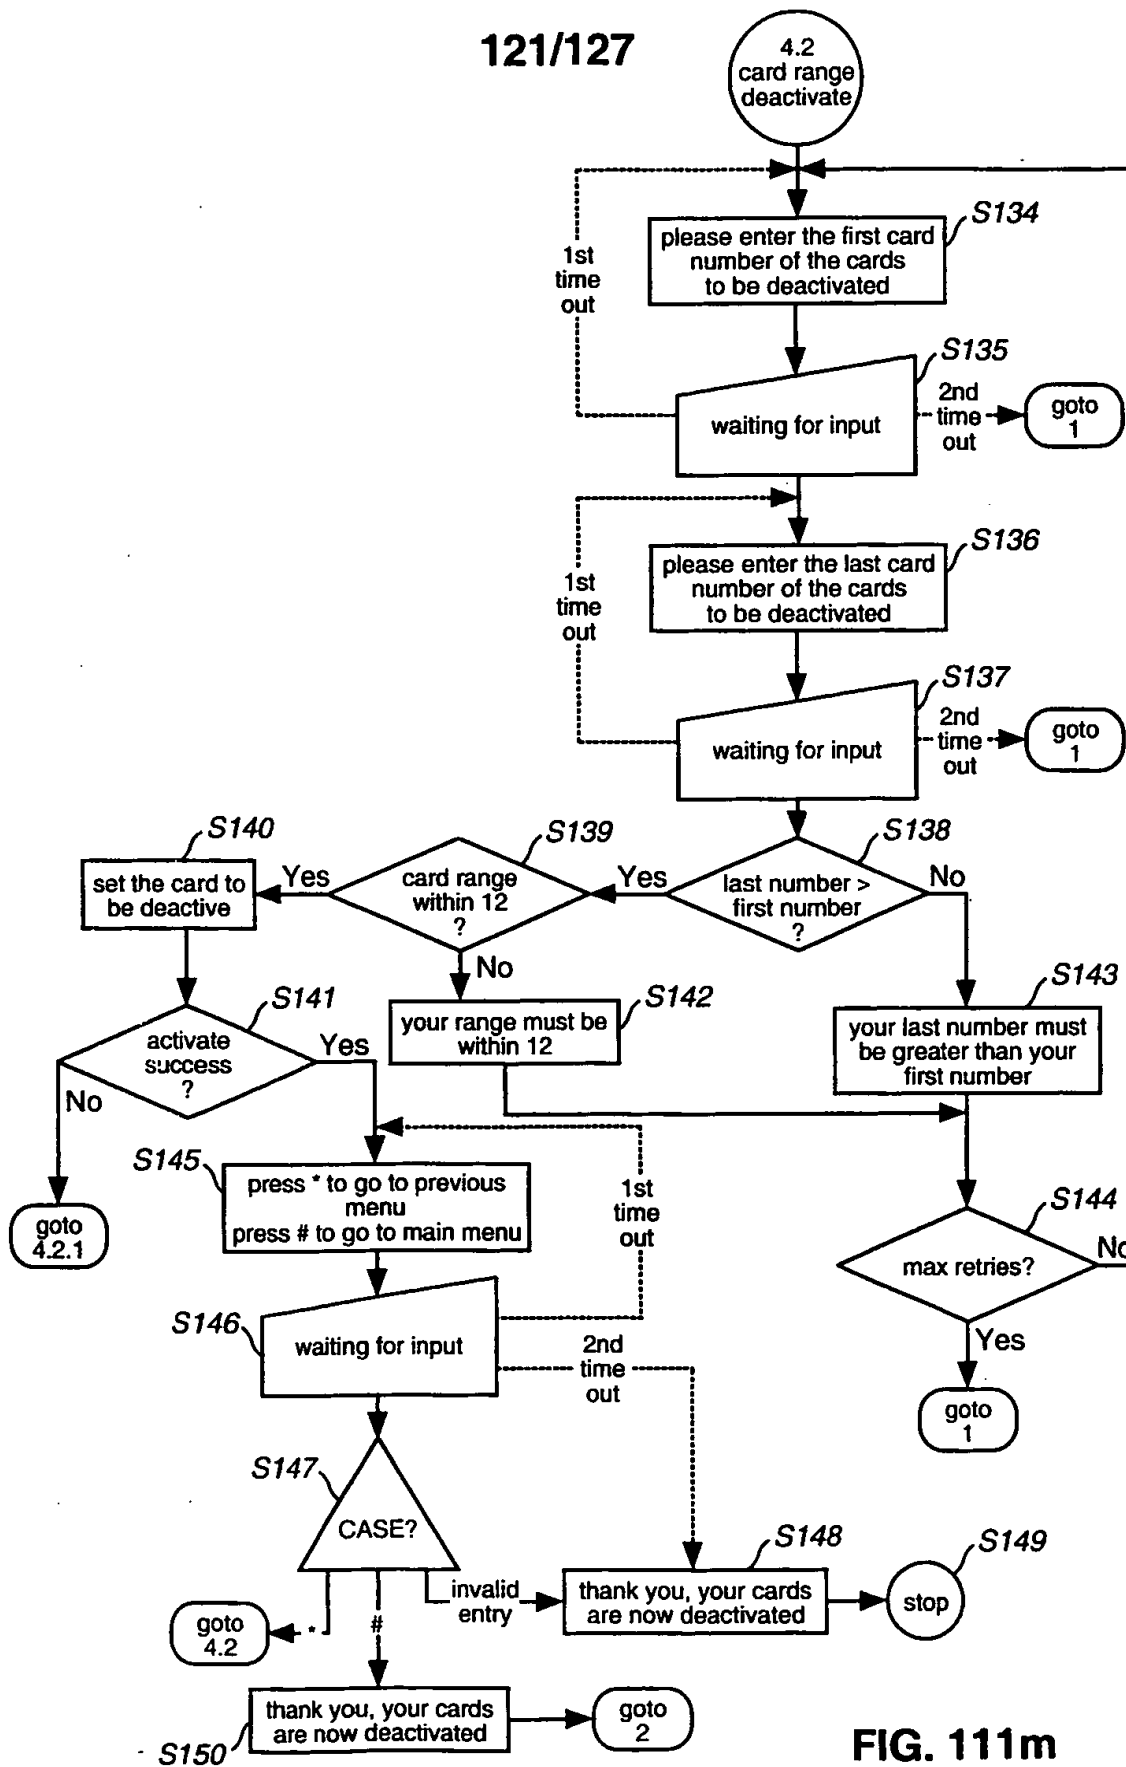 121/127
4.2
card range
deactivate
S134
please enter the first card
number of the cards
to be deactivated
1st
time
out
S135
waiting for input
2nd
time
out
goto
1
S136
please enter the last card
number of the cards
to be deactivated
1st
time
out
S137
waiting for input
2nd
time
out
goto
1
S140
set the card to
be deactive
Yes
S139
card range
within 12
?
Yes
S138
last number >
first number
?
No
No
S141
activate
success
?
Yes
No
S142
your range must be
within 12
S143
your last number must
be greater than your
first number
goto
4.2.1
S145
press * to go to previous
menu
press # to go to main menu
1st
time
out
S144
max retries?
No
Yes
goto
1
S146
waiting for input
2nd
time
out
S147
CASE?
invalid
entry
S148
thank you, your cards
are now deactivated
S149
stop
goto
4.2
*
#
S150
thank you, your cards
are now deactivated
goto
2
FIG. 111m